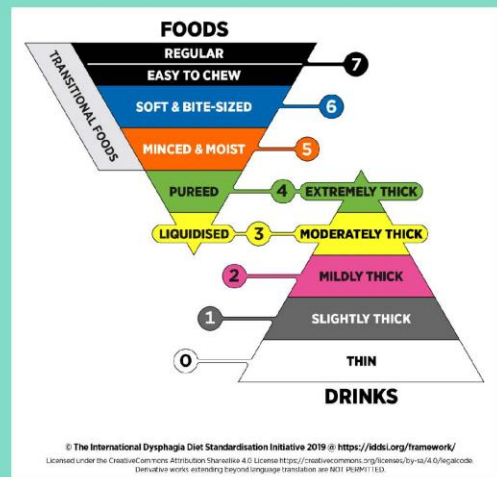 FOODS
REGULAR
EASY TO CHEW
7
TRANSITIONAL FOODS
SOFT & BITE-SIZED
6
MINCED & MOIST
5
PUREED
4
EXTREMELY THICK
LIQUIDISED
3
MODERATELY THICK
2
MILDLY THICK
1
SLIGHTLY THICK
0
THIN
DRINKS
© The International Dysphagia Diet Standardisation Initiative 2019 @ https://iddsi.org/framework/
Licensed under the CreativeCommons Attribution Sharelike 4.0 License https://creativecommons.org/licenses/by-sa/4.0/legalcode.
Derivative works extending beyond language translation are NOT PERMITTED.